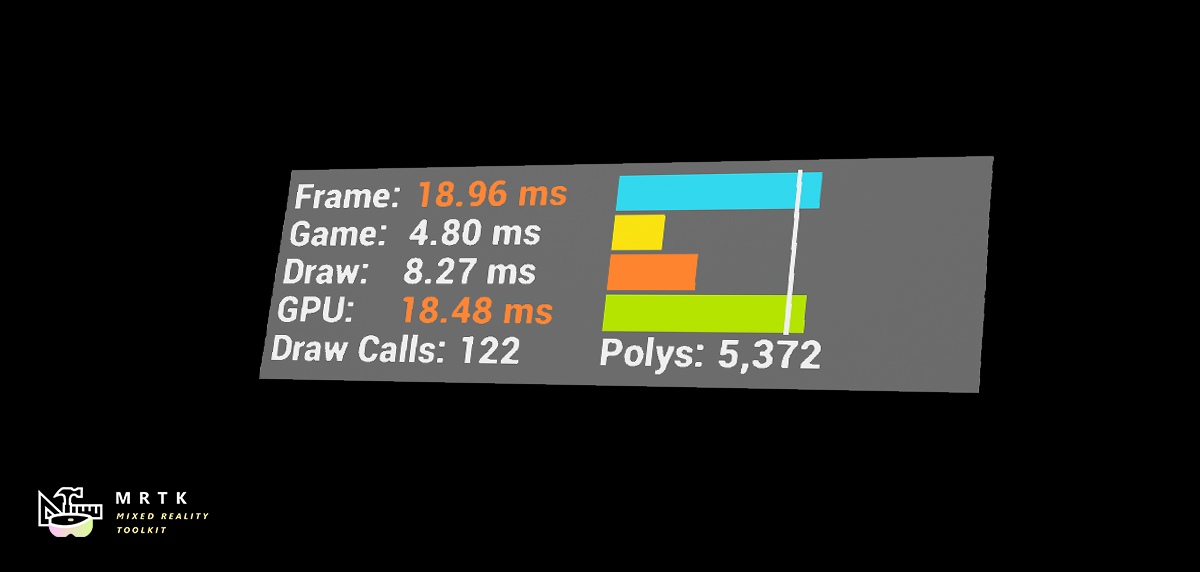 Frame: 18.96 ms
Game: 4.80 ms
Draw: 8.27 ms
GPU: 18.48 ms
Draw Calls: 122
Polys: 5,372
MRTK
MIXED REALITY
TOOLKIT